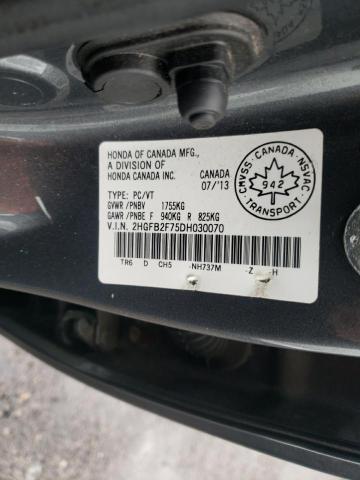 HONDA OF CANADA MFG.,
A DIVISION OF
HONDA CANADA INC.
CANADA
07/'13
TYPE: PC/VT
GVWR /PNBV 1755KG
GAWR /PNBE F 940KG R 825KG
V.I.N. 2HGFB2F75DH030070
TR6 D CH5 -NH737M -Z -H
CMVSS-CANADA-NSVAC
942
-TRANSPORT-